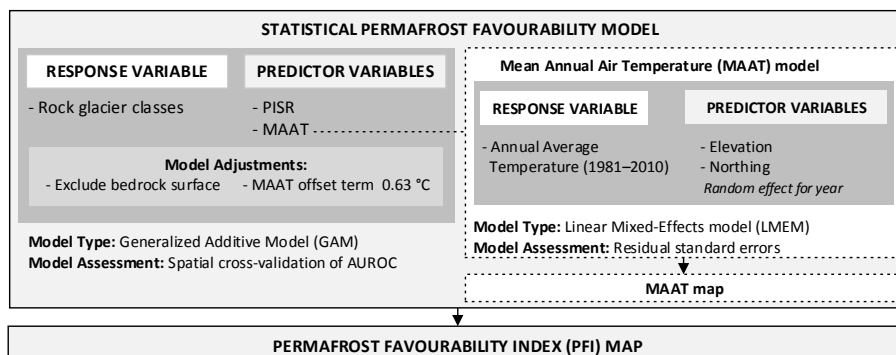 STATISTICAL PERMAFROST FAVOURABILITY MODEL
RESPONSE VARIABLE
- Rock glacier classes
PREDICTOR VARIABLES
- PISR
- MAAT
Model Adjustments:
- Exclude bedrock surface
- MAAT offset term 0.63 °C
Model Type: Generalized Additive Model (GAM)
Model Assessment: Spatial cross-validation of AUROC
Mean Annual Air Temperature (MAAT) model
RESPONSE VARIABLE
- Annual Average
Temperature (1981–2010)
PREDICTOR VARIABLES
- Elevation
- Northing
Random effect for year
Model Type: Linear Mixed-Effects model (LMEM)
Model Assessment: Residual standard errors
MAAT map
PERMAFROST FAVOURABILITY INDEX (PFI) MAP